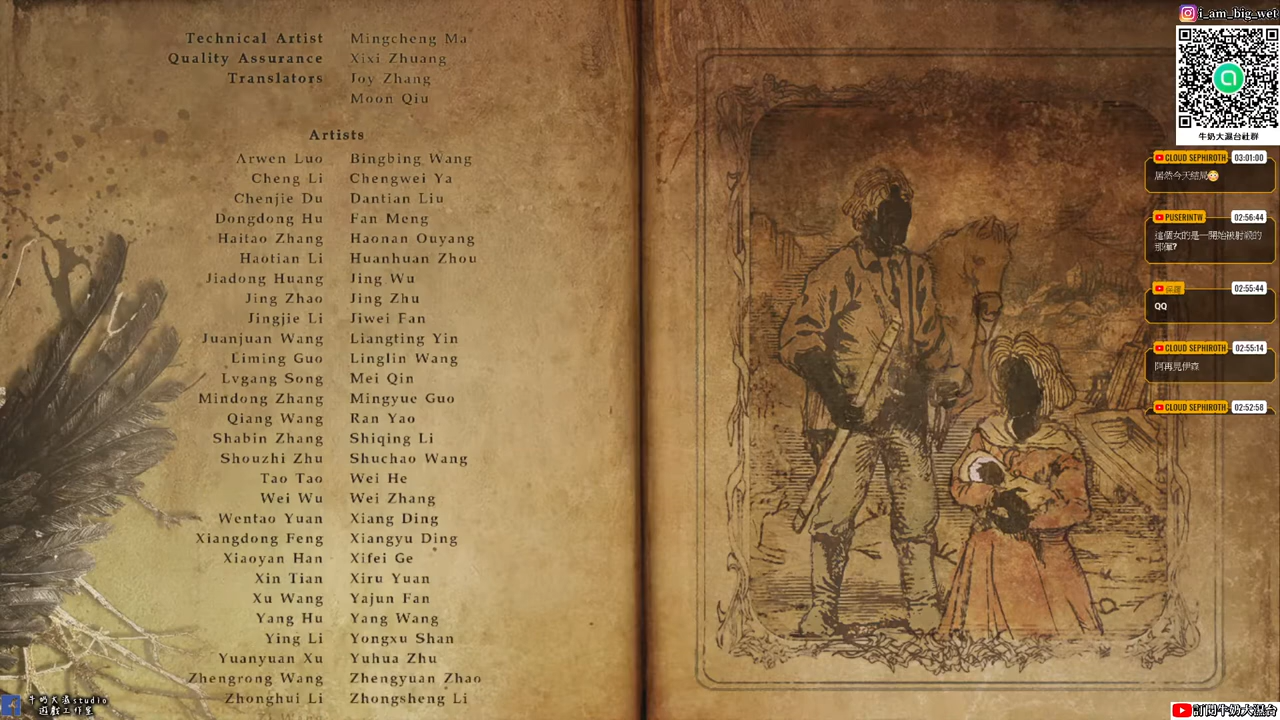 Technical Artist Mingcheng Ma
Quality Assurance Xixi Zhuang
Translators Joy Zhang
Moon Qiu
Artists
Arwen Luo Bingbing Wang
Cheng Li Chengwei Ya
Chenjie Du Dantian Liu
Dongdong Hu Fan Meng
Haitao Zhang Haonan Ouyang
Haotian Li Huanhuan Zhou
Jiadong Huang Jing Wu
Jing Zhao Jing Zhu
Jingjie Li Jiwei Fan
Juanjuan Wang Liangting Yin
Liming Guo Linglin Wang
Lvgang Song Mei Qin
Mindong Zhang Mingyue Guo
Qiang Wang Ran Yao
Shabin Zhang Shiqing Li
Shouzhi Zhu Shuchao Wang
Tao Tao Wei He
Wei Wu Wei Zhang
Wentao Yuan Xiang Ding
Xiangdong Feng Xiangyu Ding
Xiaoyan Han Xifei Ge
Xin Tian Xiru Yuan
Xu Wang Yajun Fan
Yang Hu Yang Wang
Ying Li Yongxu Shan
Yuanyuan Xu Yuhua Zhu
Zhengrong Wang Zhengyuan Zhao
Zhonghui Li Zhongsheng Li
i_am_big_wet
牛奶大濕台社群
CLOUD SEPHIROTH 03:01:00
居然今天結局😳
PUSERINTW 02:56:44
這個女的是一開始被射殺的
那個?
02:55:44
QQ
CLOUD SEPHIROTH 02:55:14
阿再見伊森
CLOUD SEPHIROTH 02:52:58
牛奶大濕studio
遊戲工作室
訂閱牛奶大濕台